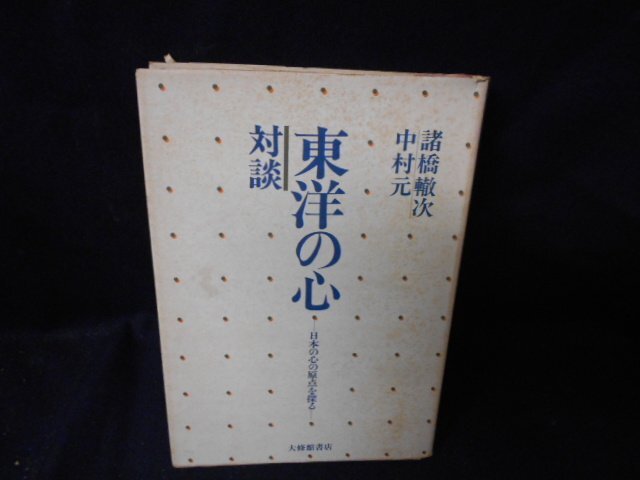 諸橋轍次
中村元
東洋の心
対談
—日本の心の原点を探る—
大修館書店